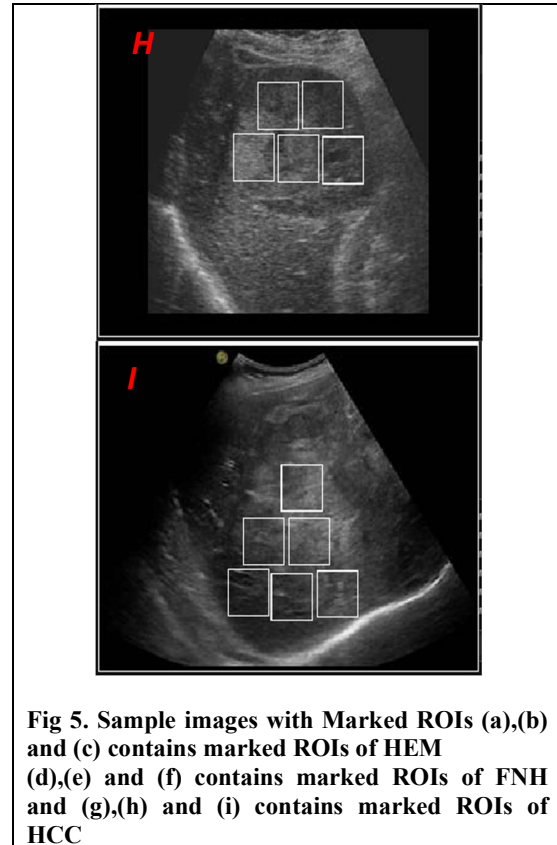 H
I
Fig 5. Sample images with Marked ROIs (a),(b)
and (c) contains marked ROIs of HEM
(d),(e) and (f) contains marked ROIs of FNH
and (g),(h) and (i) contains marked ROIs of
HCC